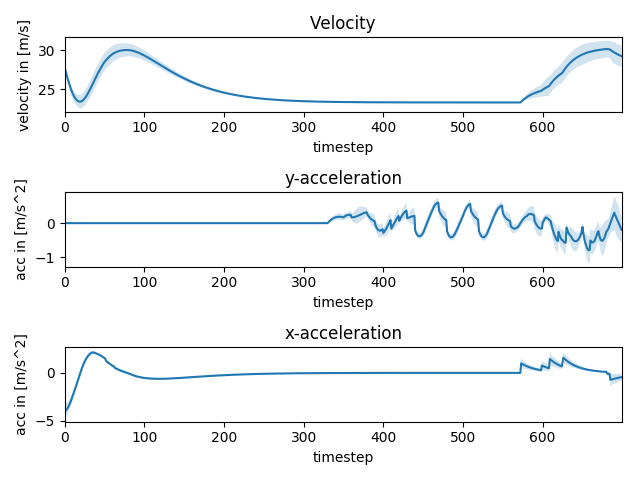 Velocity
velocity in [m/s]
30
25
0 100 200 300 400 500 600
timestep
y-acceleration
acc in [m/s^2]
0
−1
0 100 200 300 400 500 600
timestep
x-acceleration
acc in [m/s^2]
0
−5
0 100 200 300 400 500 600
timestep